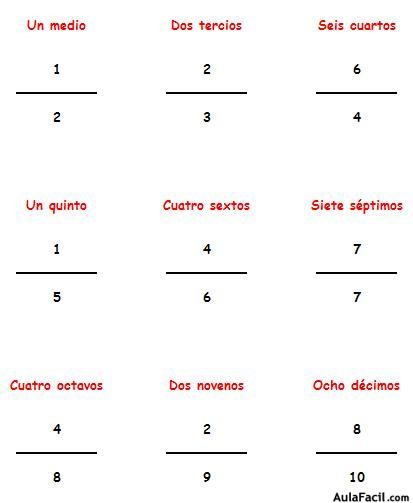 Un medio Dos tercios Seis cuartos
1 2 6
2 3 4
Un quinto Cuatro sextos Siete séptimos
1 4 7
5 6 7
Cuatro octavos Dos novenos Ocho décimos
4 2 8
8 9 10
AulaFacil.com